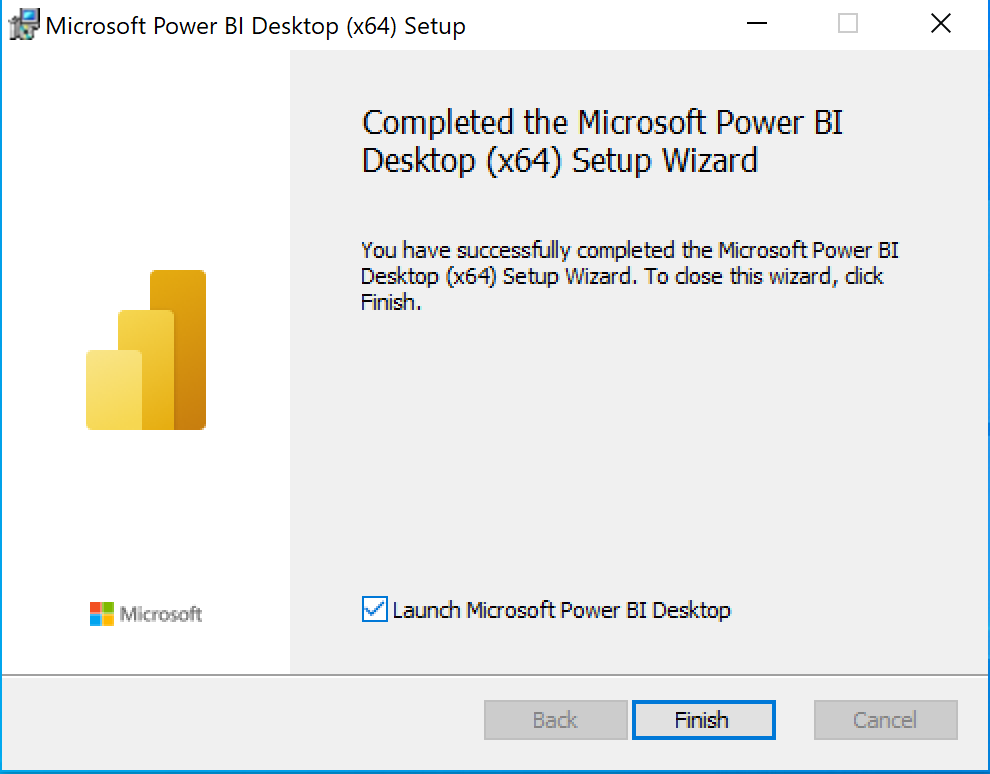 Microsoft Power BI Desktop (x64) Setup
Completed the Microsoft Power BI
Desktop (x64) Setup Wizard
You have successfully completed the Microsoft Power BI
Desktop (x64) Setup Wizard. To close this wizard, click
Finish.
Microsoft
Launch Microsoft Power BI Desktop
Back
Finish
Cancel